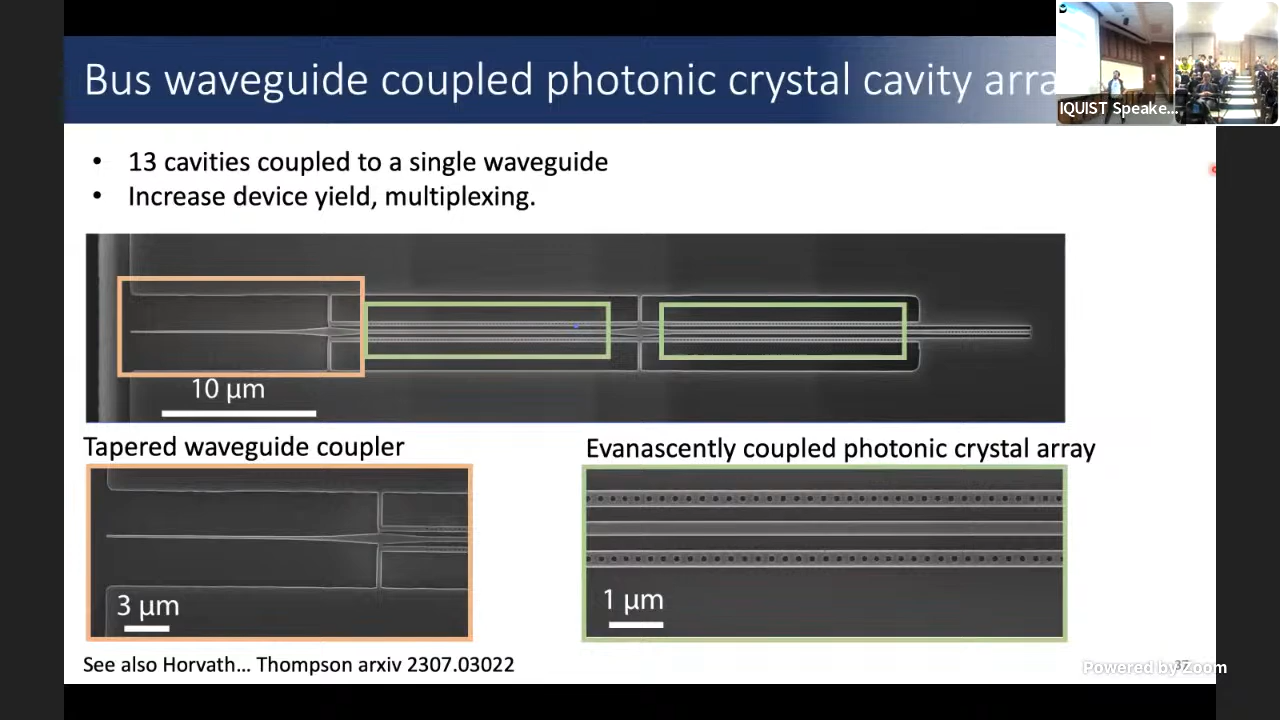 Bus waveguide coupled photonic crystal cavity arra
IQUIST Speake...
• 13 cavities coupled to a single waveguide
• Increase device yield, multiplexing.
10 µm
Tapered waveguide coupler
Evanascently coupled photonic crystal array
3 µm
1 µm
See also Horvath... Thompson arxiv 2307.03022
Powered by Zoom